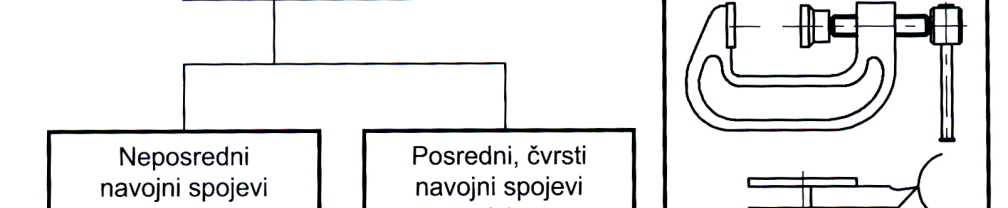 Neposredni
navojni spojevi
Posredni, čvrsti
navojni spojevi